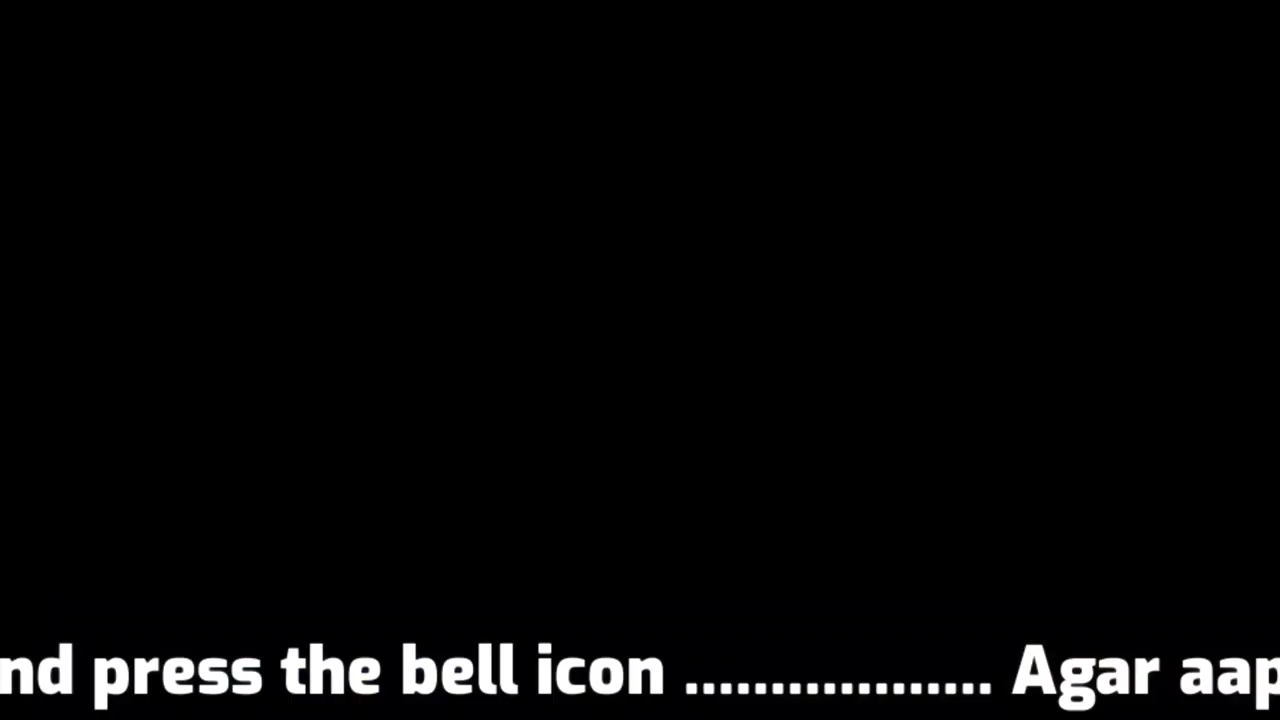 nd press the bell icon .................. Agar aap